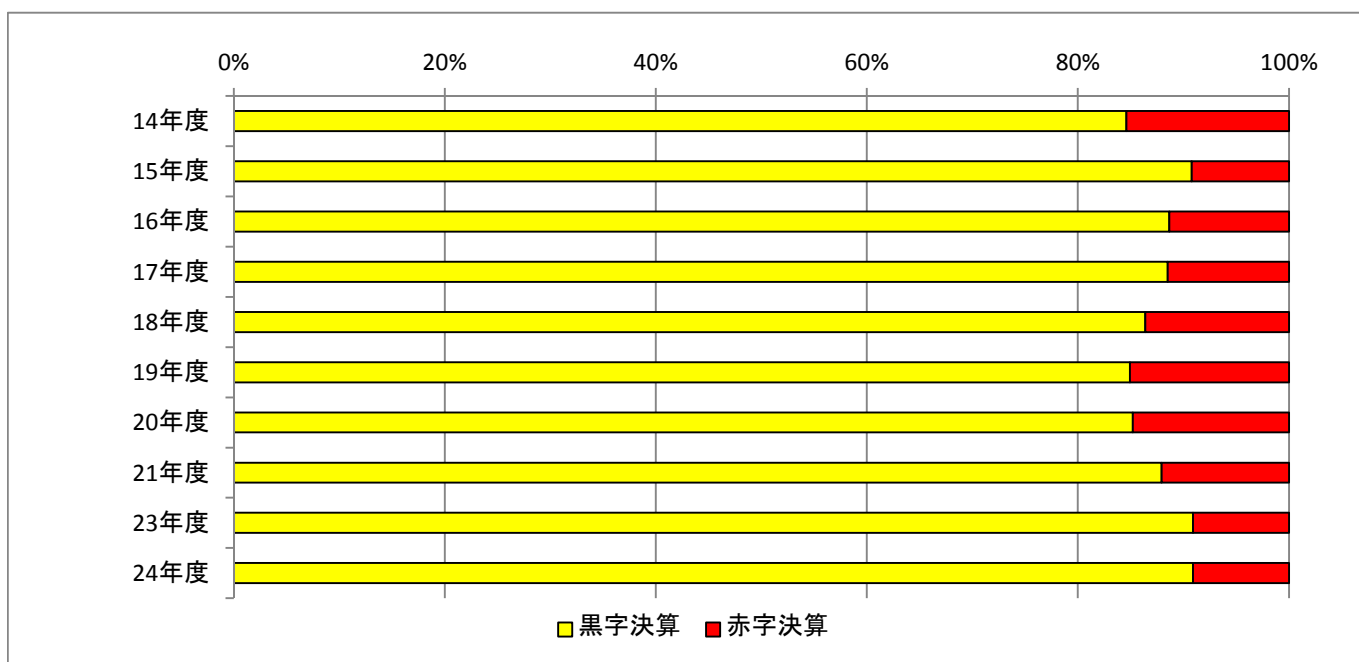 0% 20% 40% 60% 80% 100%
14年度
15年度
16年度
17年度
18年度
19年度
20年度
21年度
23年度
24年度
黒字決算 赤字決算